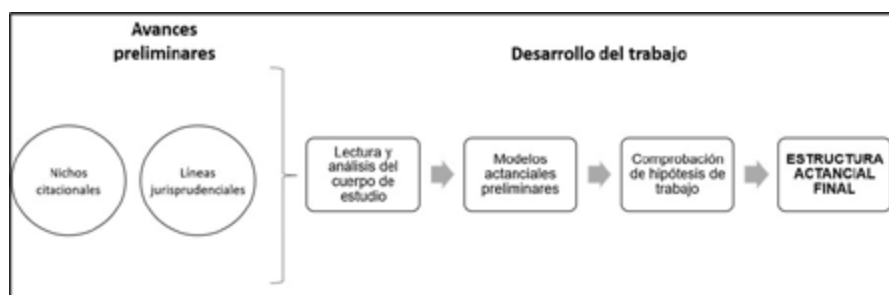 Avances
preliminares
Desarrollo del trabajo
Nichos
citacionales
Líneas
jurisprudenciales
Lectura y
análisis del
cuerpo de
estudio
Modelos
actanciales
preliminares
Comprobación
de hipótesis de
trabajo
ESTRUCTURA
ACTANCIAL
FINAL